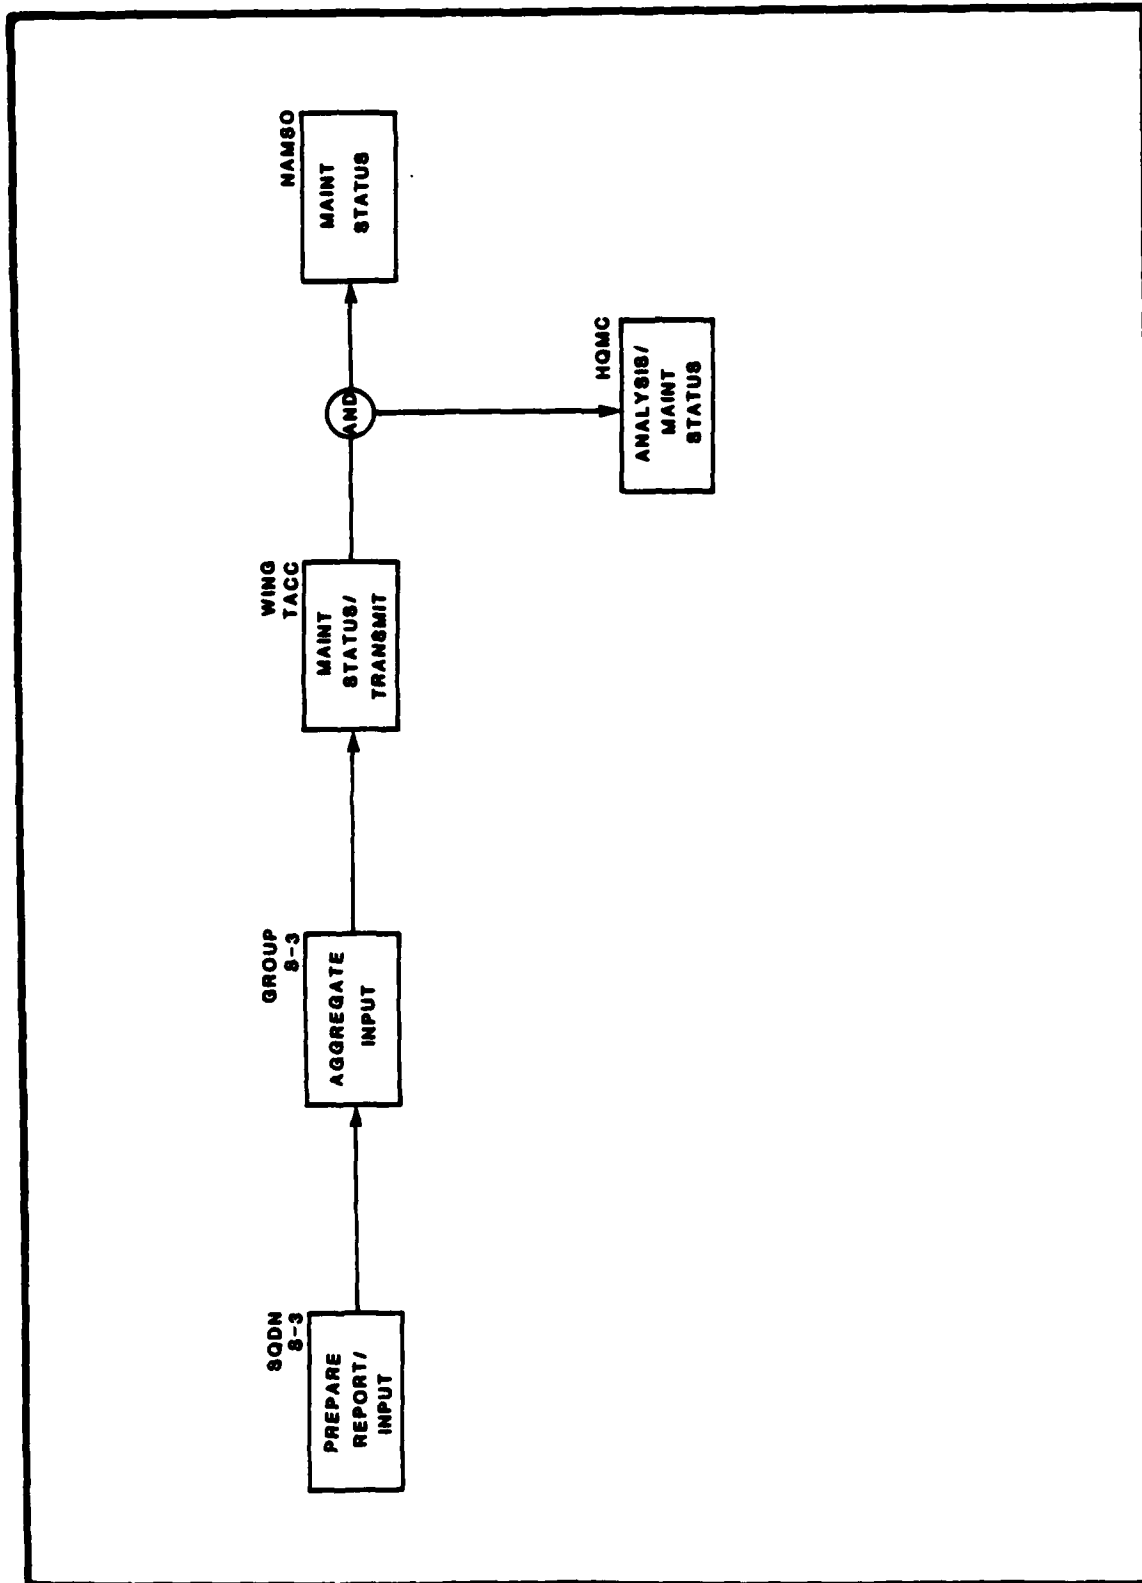 SQDN
S-3
PREPARE
REPORT/
INPUT
GROUP
S-3
AGGREGATE
INPUT
WING
TACC
MAINT
STATUS/
TRANSMIT
AND
NAMSO
MAINT
STATUS
HQMC
ANALYSIS/
MAINT
STATUS